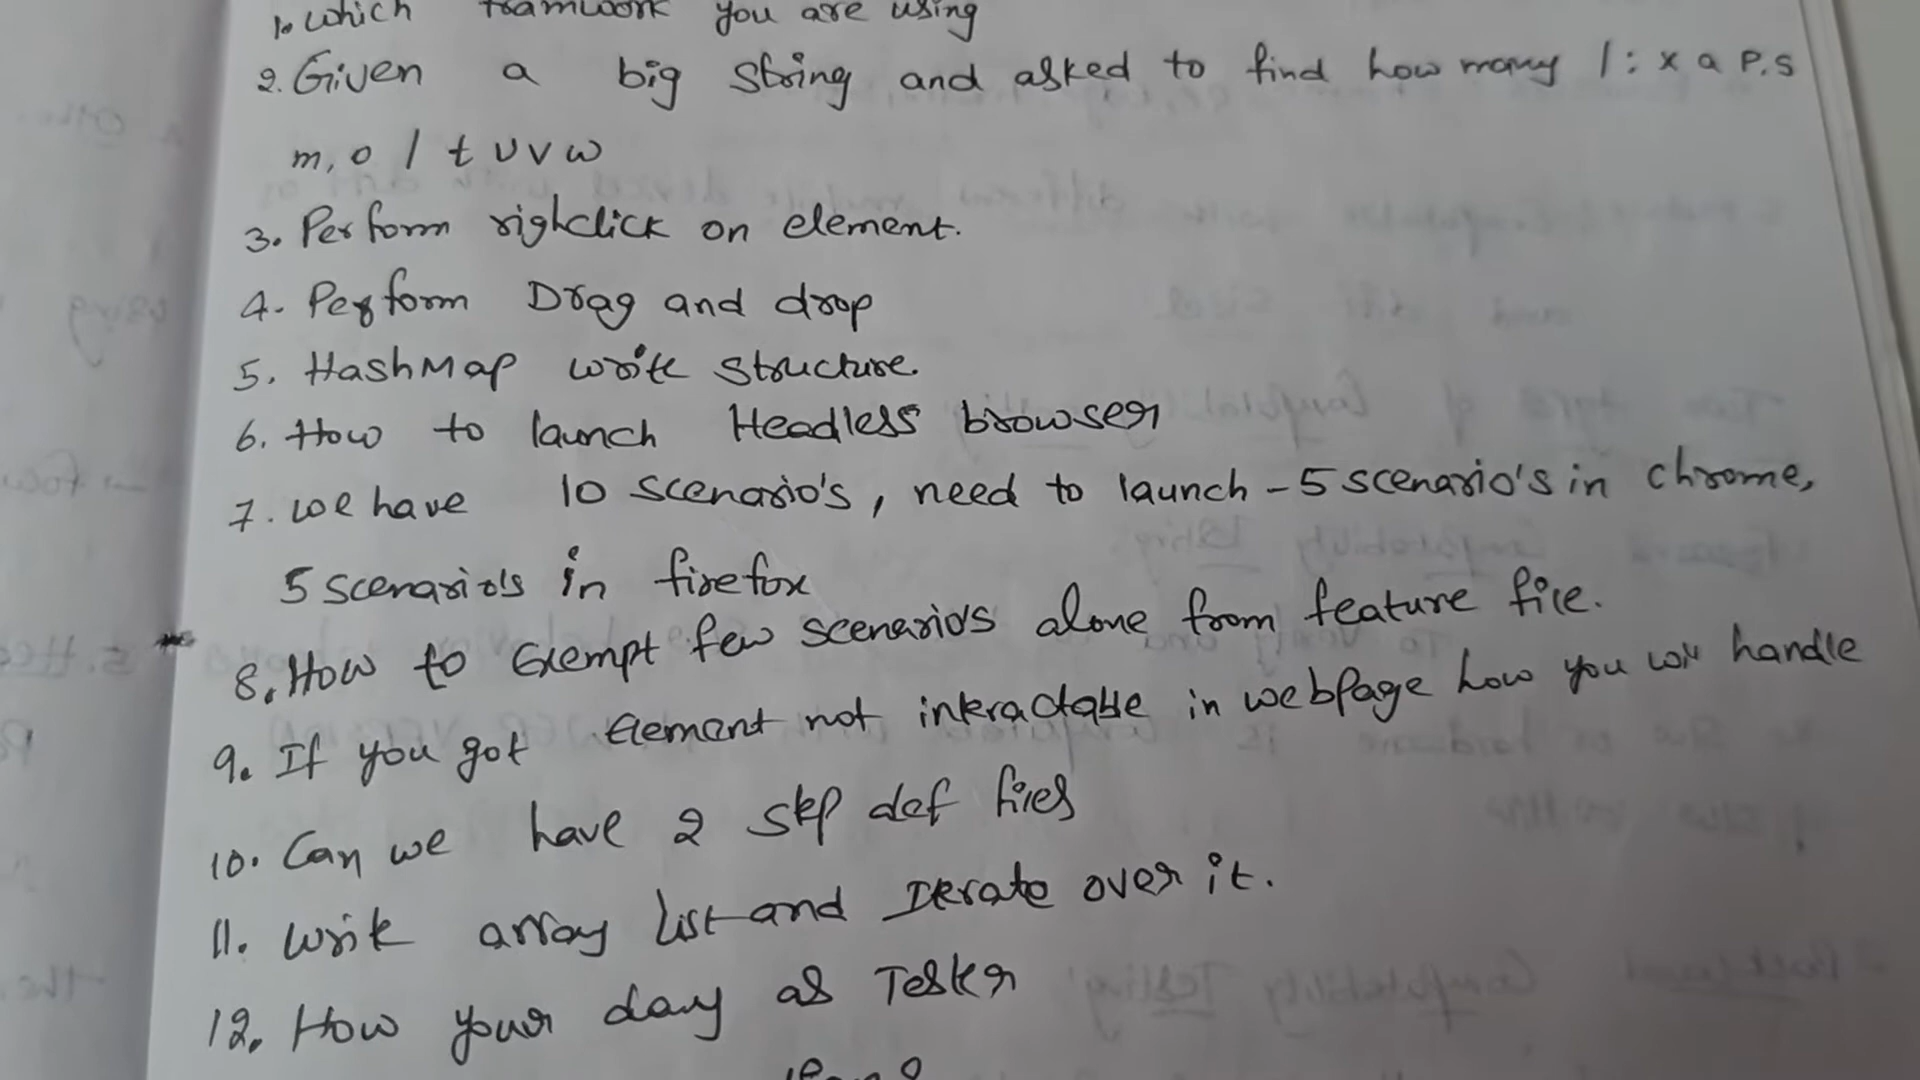 1. Which framwork you are using
2. Given a big string and asked to find how many / : x a p.s
m, o / t u v w
3. Perform righclick on element.
4. Perform Drag and drop
5. HashMap write structure.
6. How to launch Headless browser
7. we have 10 scenario's, need to launch - 5 scenario's in chrome,
5 scenario's in firefox
8. How to Exempt few scenario's alone from feature file.
9. If you got Element not interactable in webpage how you will handle
10. Can we have 2 step def files
11. Write array list and Iterate over it.
12. How your day as Tester